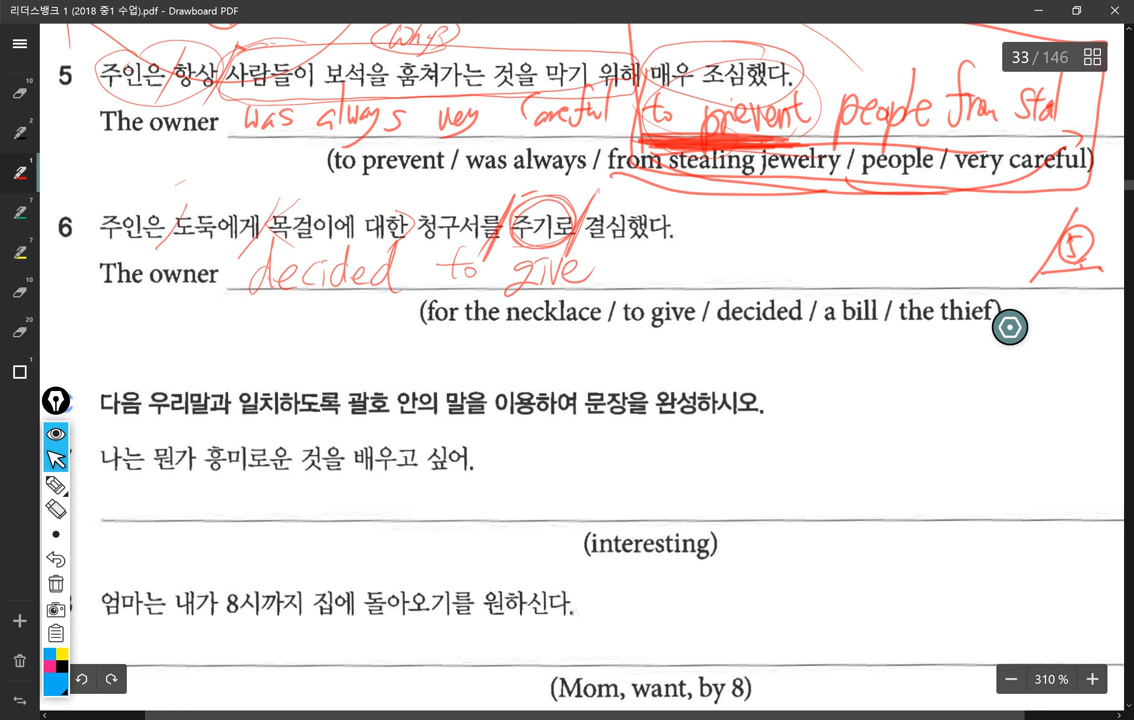 리더스뱅크 1 (2018 중1 수업).pdf - Drawboard PDF
33 / 146
Why?
5 주인은 항상 사람들이 보석을 훔쳐가는 것을 막기 위해 매우 조심했다.
The owner was always very careful to prevent people from
(to prevent / was always / from stealing jewelry / people / very careful)
6 주인은 도둑에게 목걸이에 대한 청구서를 주기로 결심했다.
5
The owner decided to give
(for the necklace / to give / decided / a bill / the thief)
다음 우리말과 일치하도록 괄호 안의 말을 이용하여 문장을 완성하시오.
나는 뭔가 흥미로운 것을 배우고 싶어.
(interesting)
엄마는 내가 8시까지 집에 돌아오기를 원하신다.
(Mom, want, by 8)
310 %
10
2
1
7
7
10
20
1